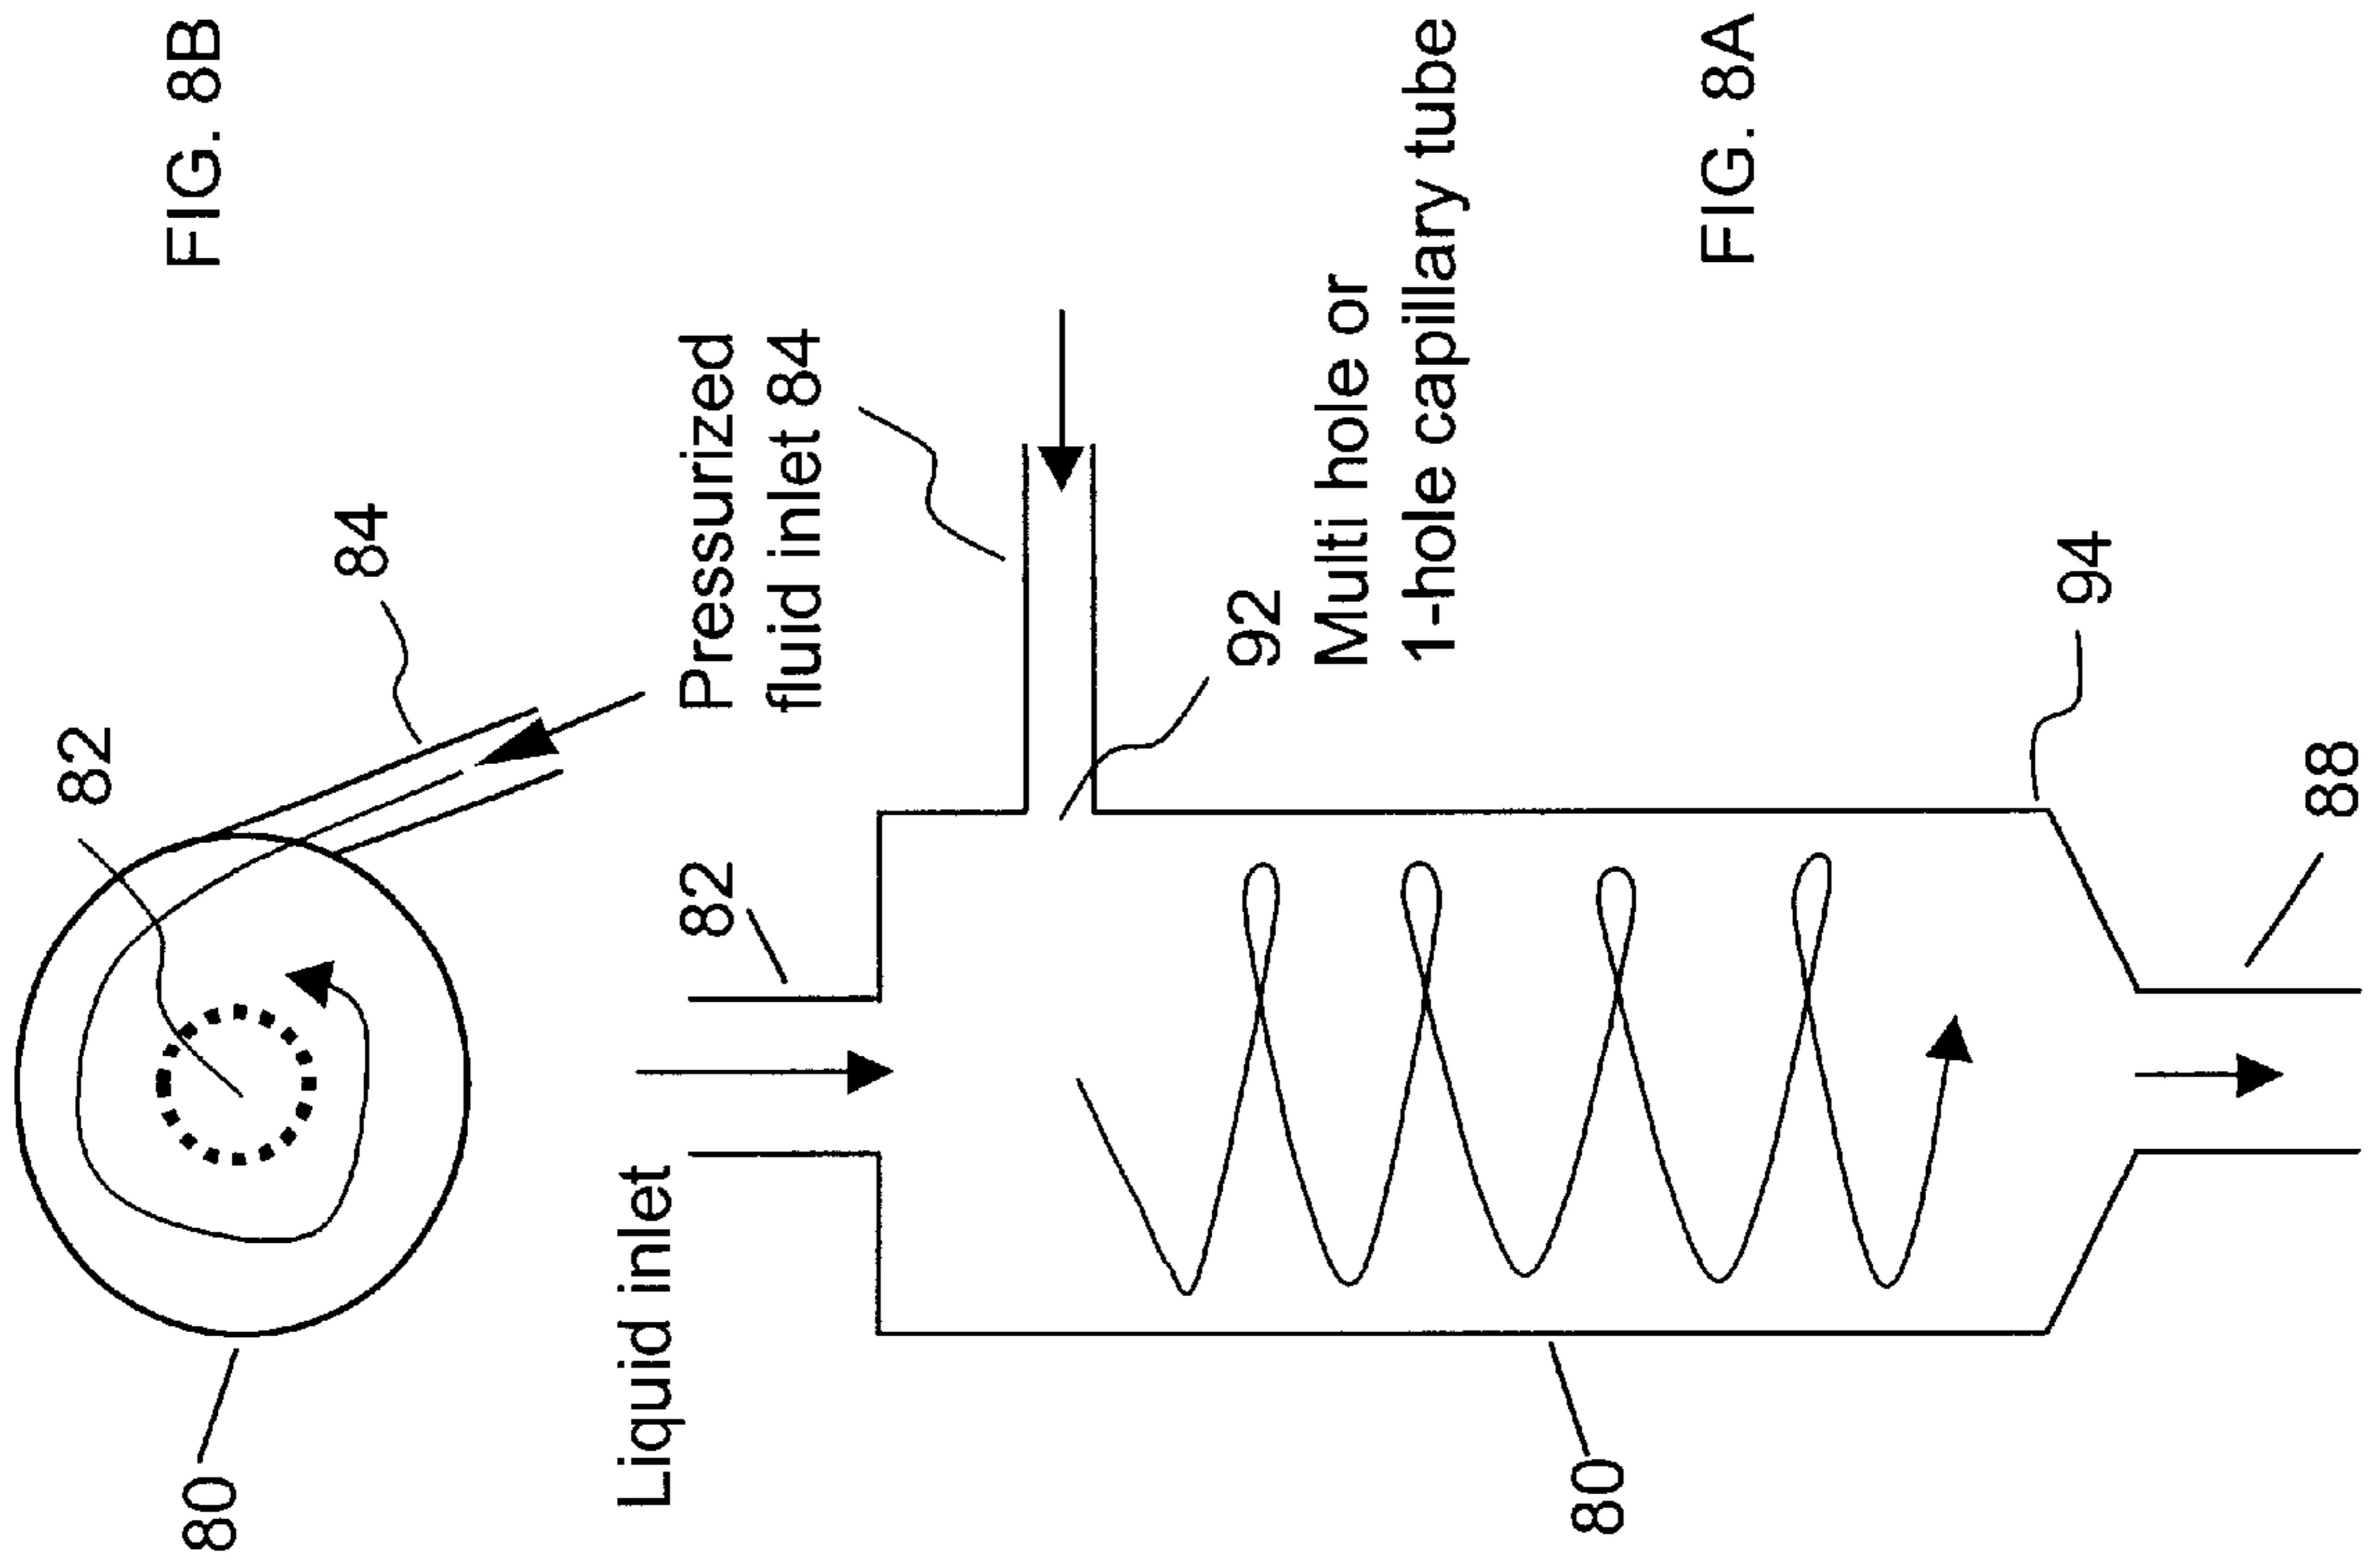 FIG. 8B
82
84
80
Pressurized
fluid inlet 84
82
Liquid inlet
92
Multi hole or
1-hole capillary tube
80
FIG. 8A
94
88